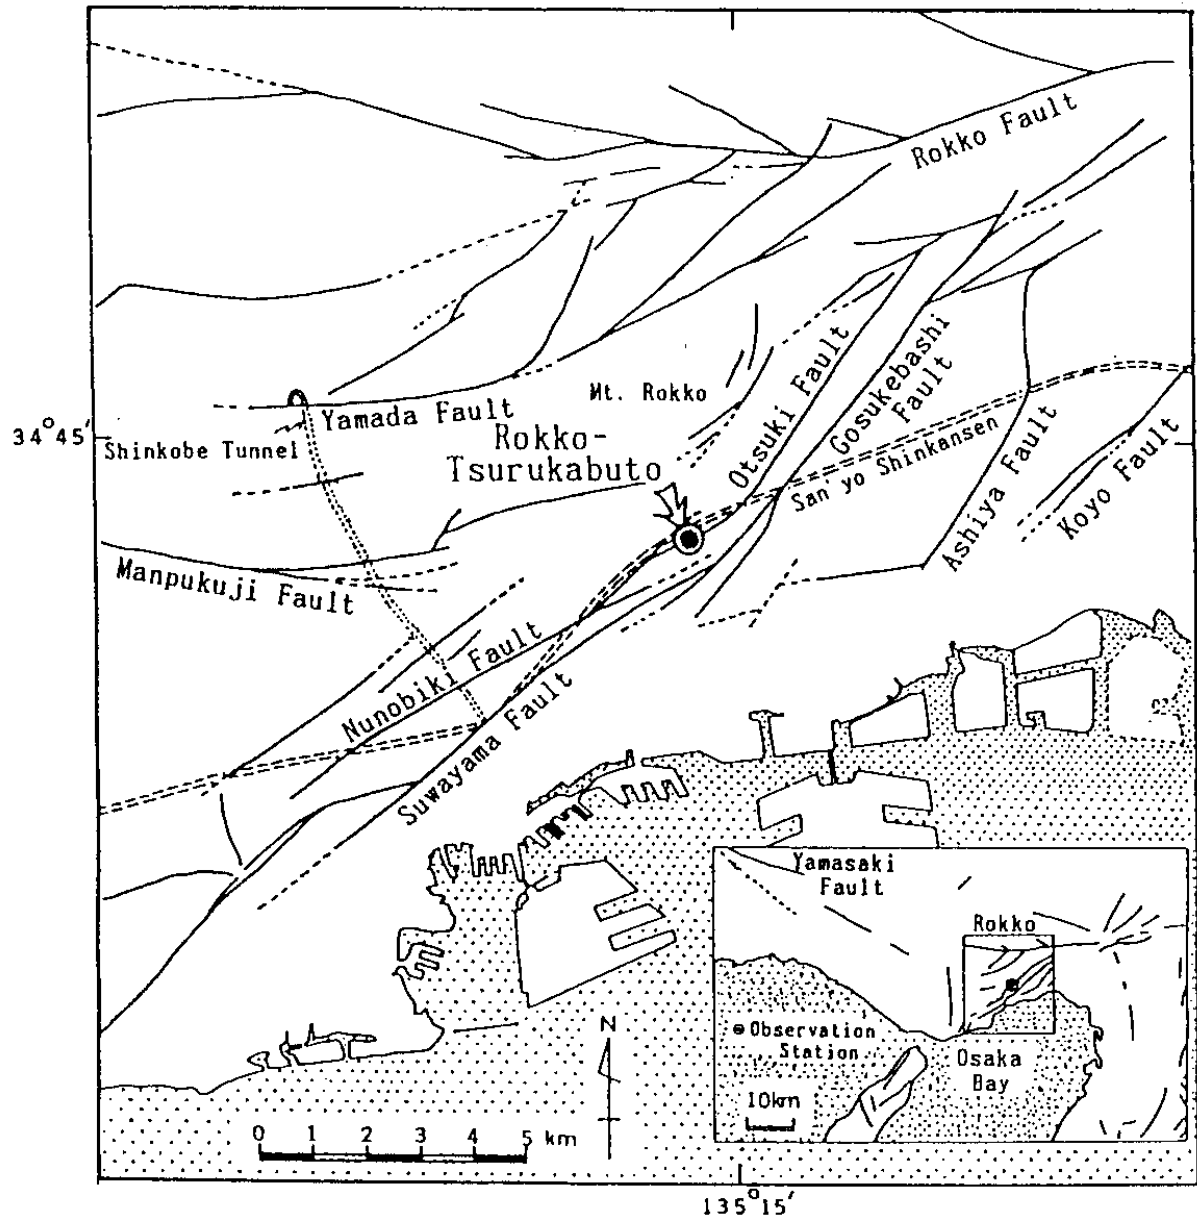 Rokko Fault
Mt. Rokko
Otsuki Fault
Gosukebashi
Fault
34°45′
Yamada Fault
Shinkobe Tunnel
Rokko-
Tsurukabuto
San'yo Shinkansen
Ashiya Fault
Koyo Fault
Manpukuji Fault
Nunobiki Fault
Suwayama Fault
Yamasaki
Fault
Rokko
Observation
Station
Osaka
Bay
10km
N
0 1 2 3 4 5 km
135°15′